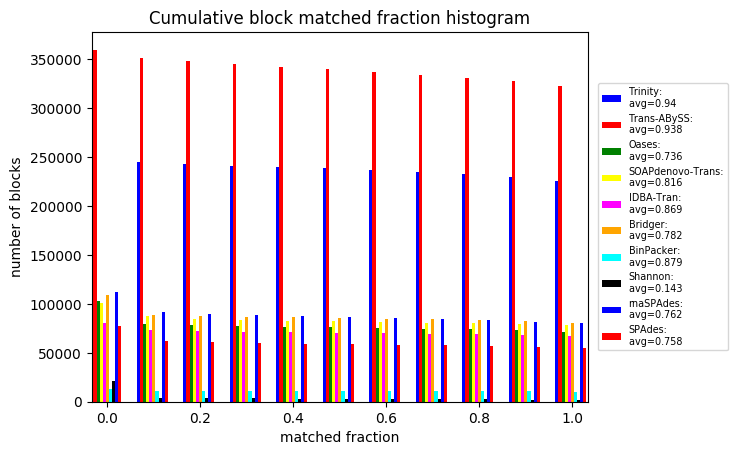 Cumulative block matched fraction histogram
number of blocks
350000
300000
250000
200000
150000
100000
50000
0
0.0
0.2
0.4
0.6
0.8
1.0
matched fraction
Trinity:
avg=0.94
Trans-ABySS:
avg=0.938
Oases:
avg=0.736
SOAPdenovo-Trans:
avg=0.816
IDBA-Tran:
avg=0.869
Bridger:
avg=0.782
BinPacker:
avg=0.879
Shannon:
avg=0.143
maSPAdes:
avg=0.762
SPAdes:
avg=0.758